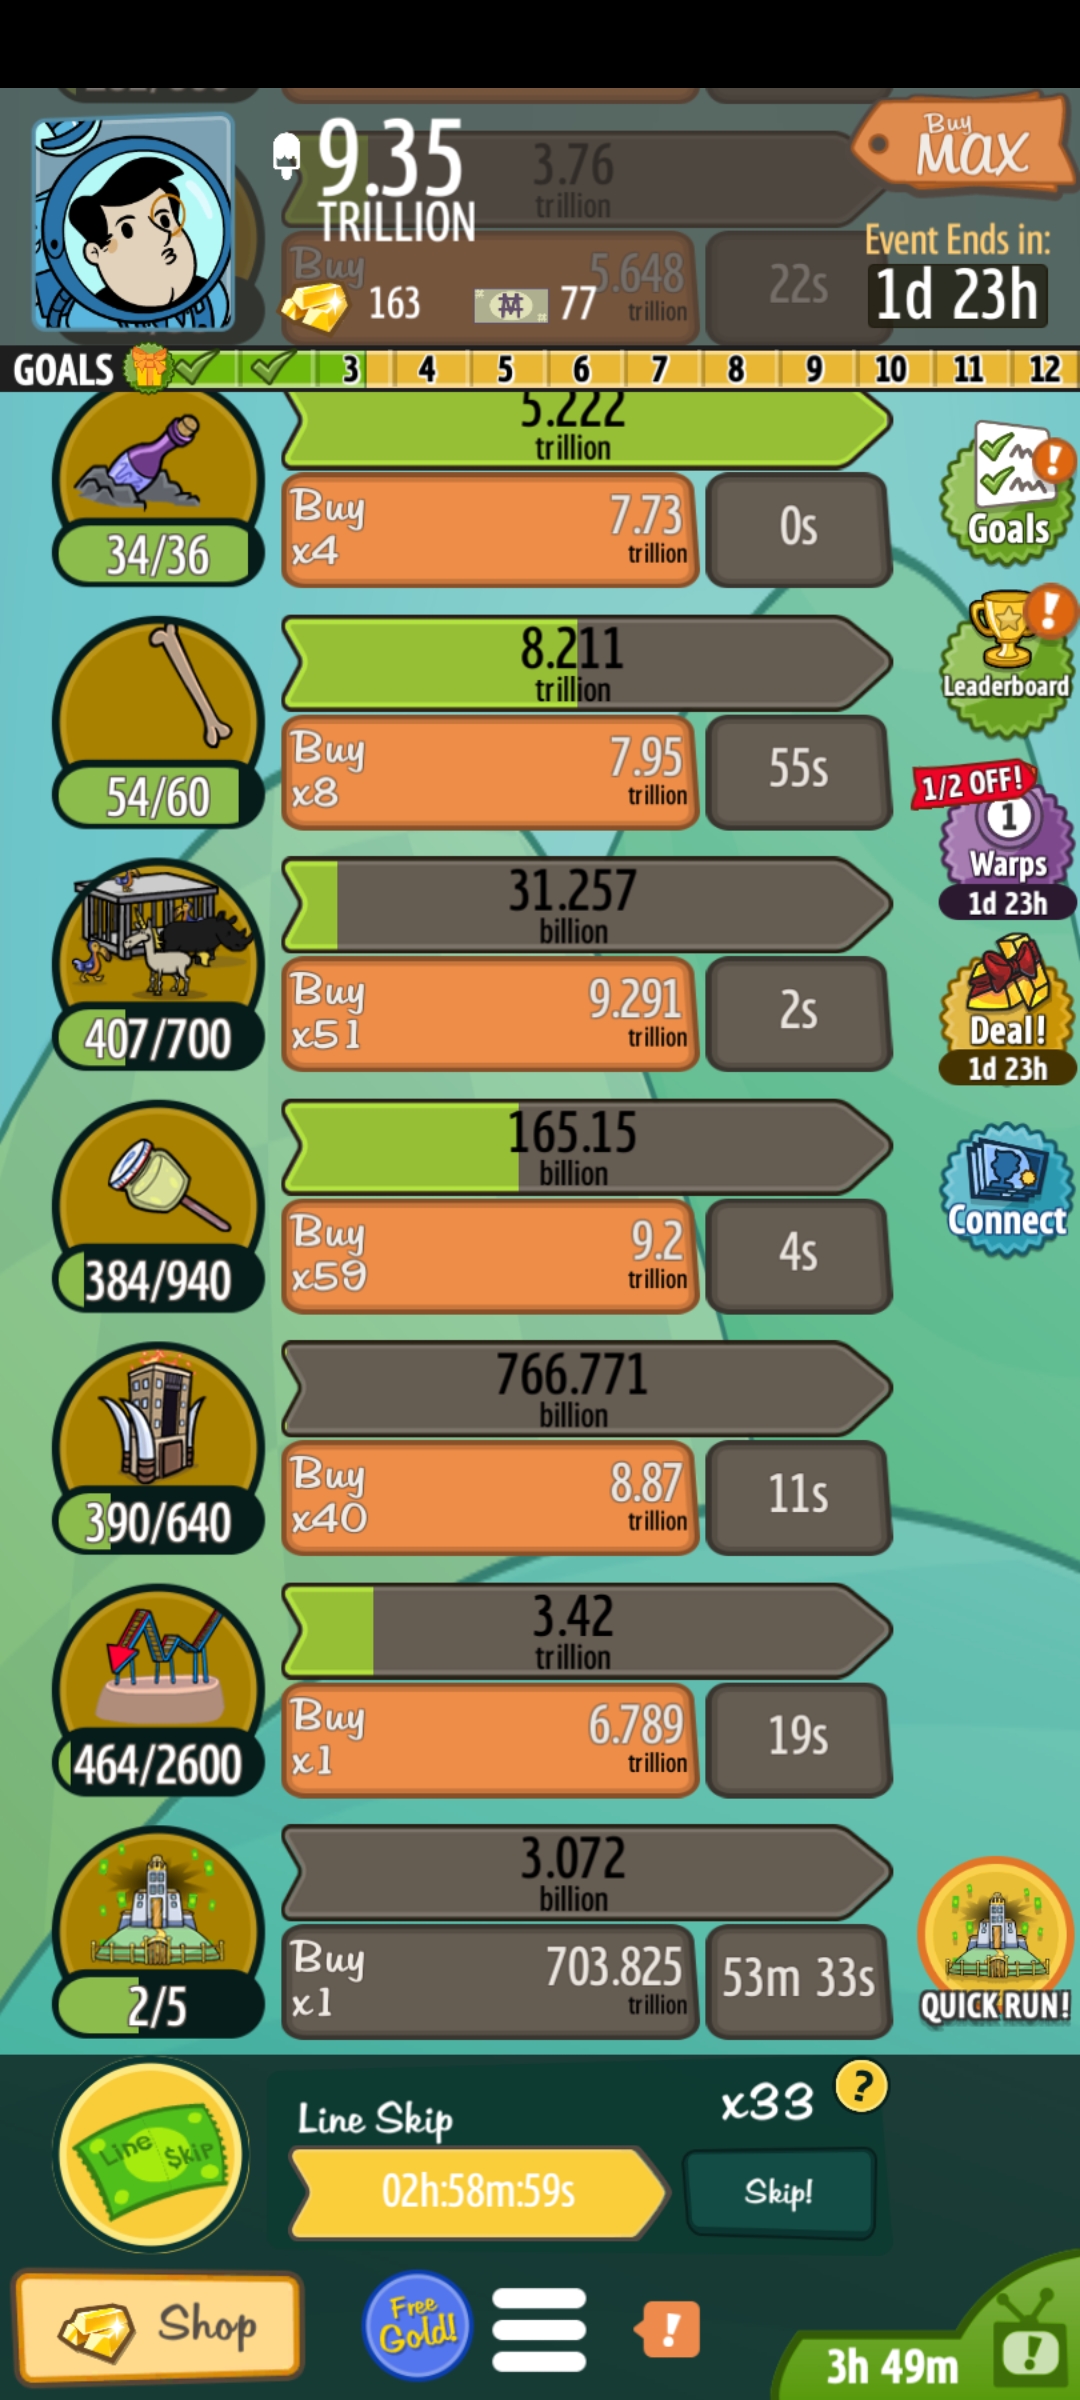 9.35
TRILLION
Buy
MAX
3.76
trillion
Event Ends in:
1d 23h
Buy
5.648
trillion
22s
163
77
GOALS
3 4 5 6 7 8 9 10 11 12
5.222
trillion
34/36
Buy
x4
7.73
trillion
0s
Goals
8.211
trillion
54/60
Buy
x8
7.95
trillion
55s
Leaderboard
1/2 OFF!
1
Warps
1d 23h
31.257
billion
407/700
Buy
x51
9.291
trillion
2s
Deal!
1d 23h
165.15
billion
384/940
Buy
x59
9.2
trillion
4s
Connect
766.771
billion
390/640
Buy
x40
8.87
trillion
11s
3.42
trillion
464/2600
Buy
x1
6.789
trillion
19s
3.072
billion
2/5
Buy
x1
703.825
trillion
53m 33s
QUICK RUN!
Line Skip
Line Skip
x33
?
02h:58m:59s
Skip!
Shop
Free
Gold!
!
3h 49m
!